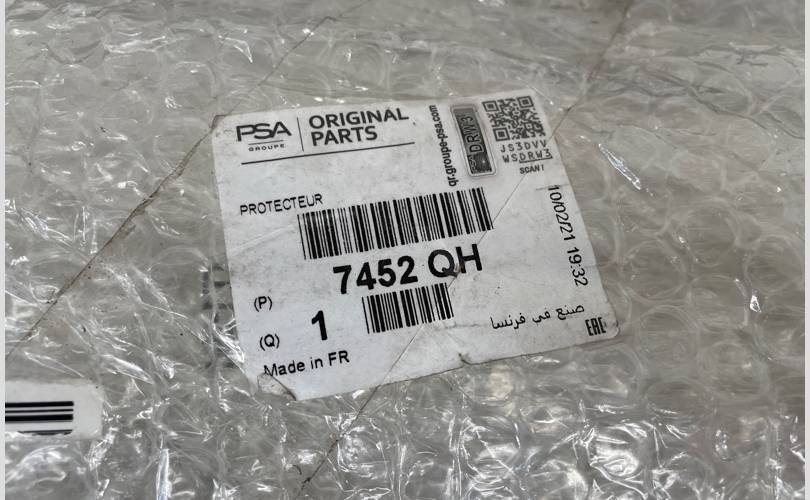 PSA
GROUPE
ORIGINAL
PARTS
qr.groupe-psa.com
DRW3
JS3DVV
WSDRW3
SCAN!
PROTECTEUR
10/02/21 19:32
(P)
7452 QH
(Q)
1
صنع في فرنسا
EAC
Made in FR